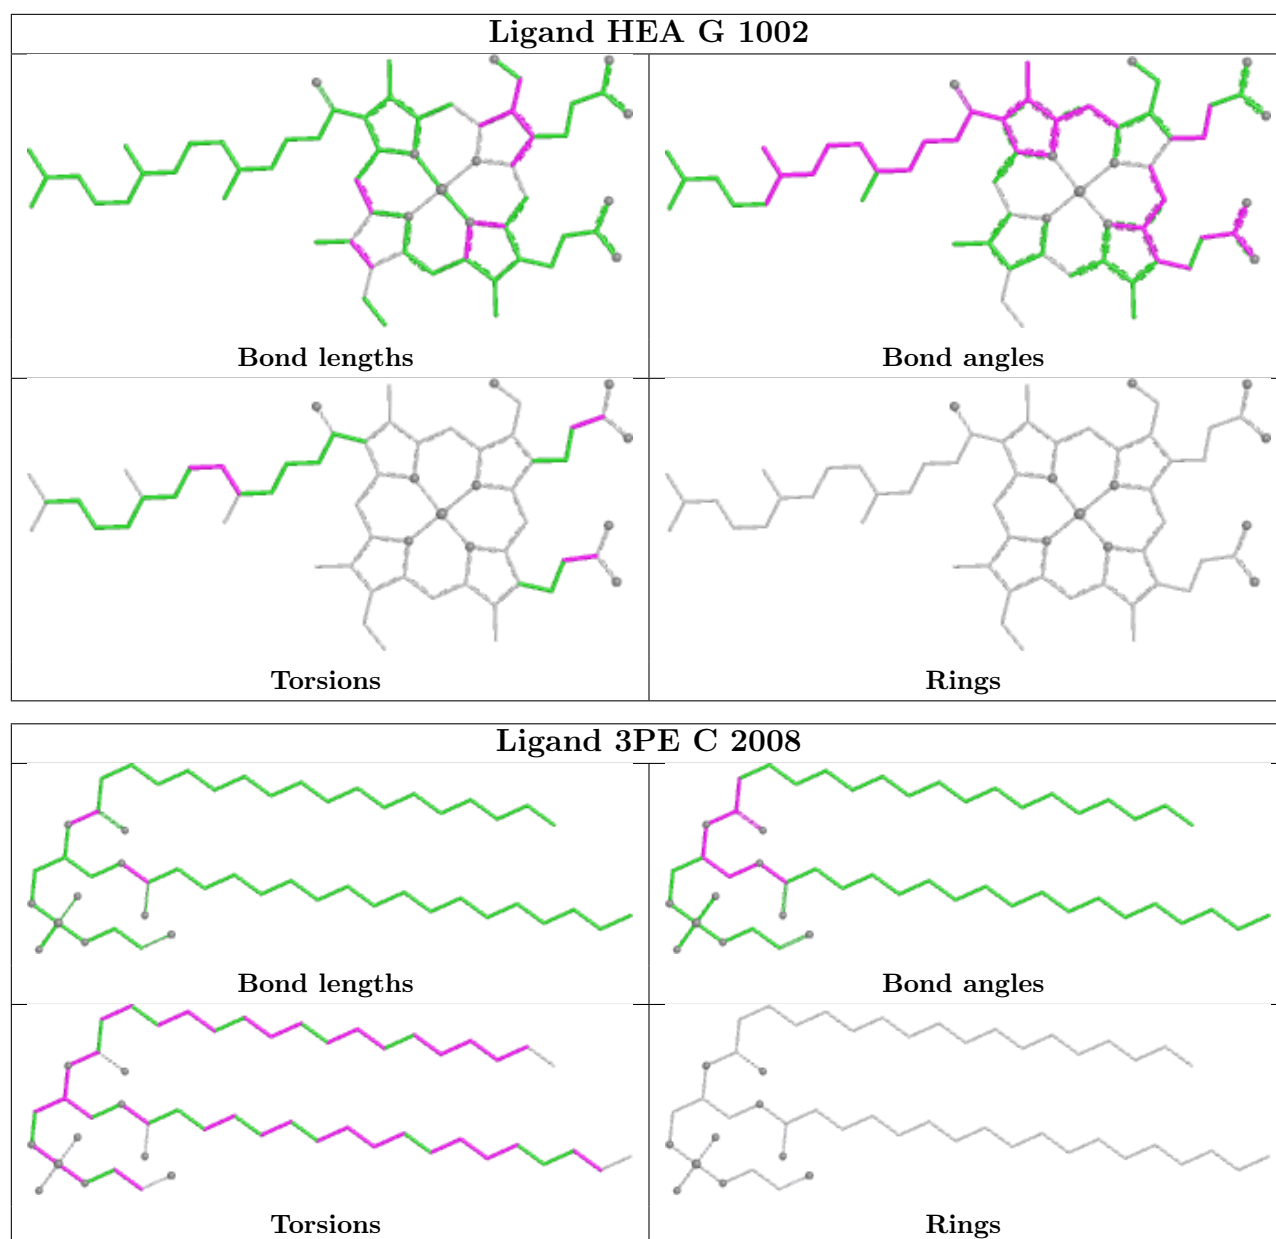 Ligand HEA G 1002
Bond lengths
Bond angles
Torsions
Rings
Ligand 3PE C 2008
Bond lengths
Bond angles
Torsions
Rings